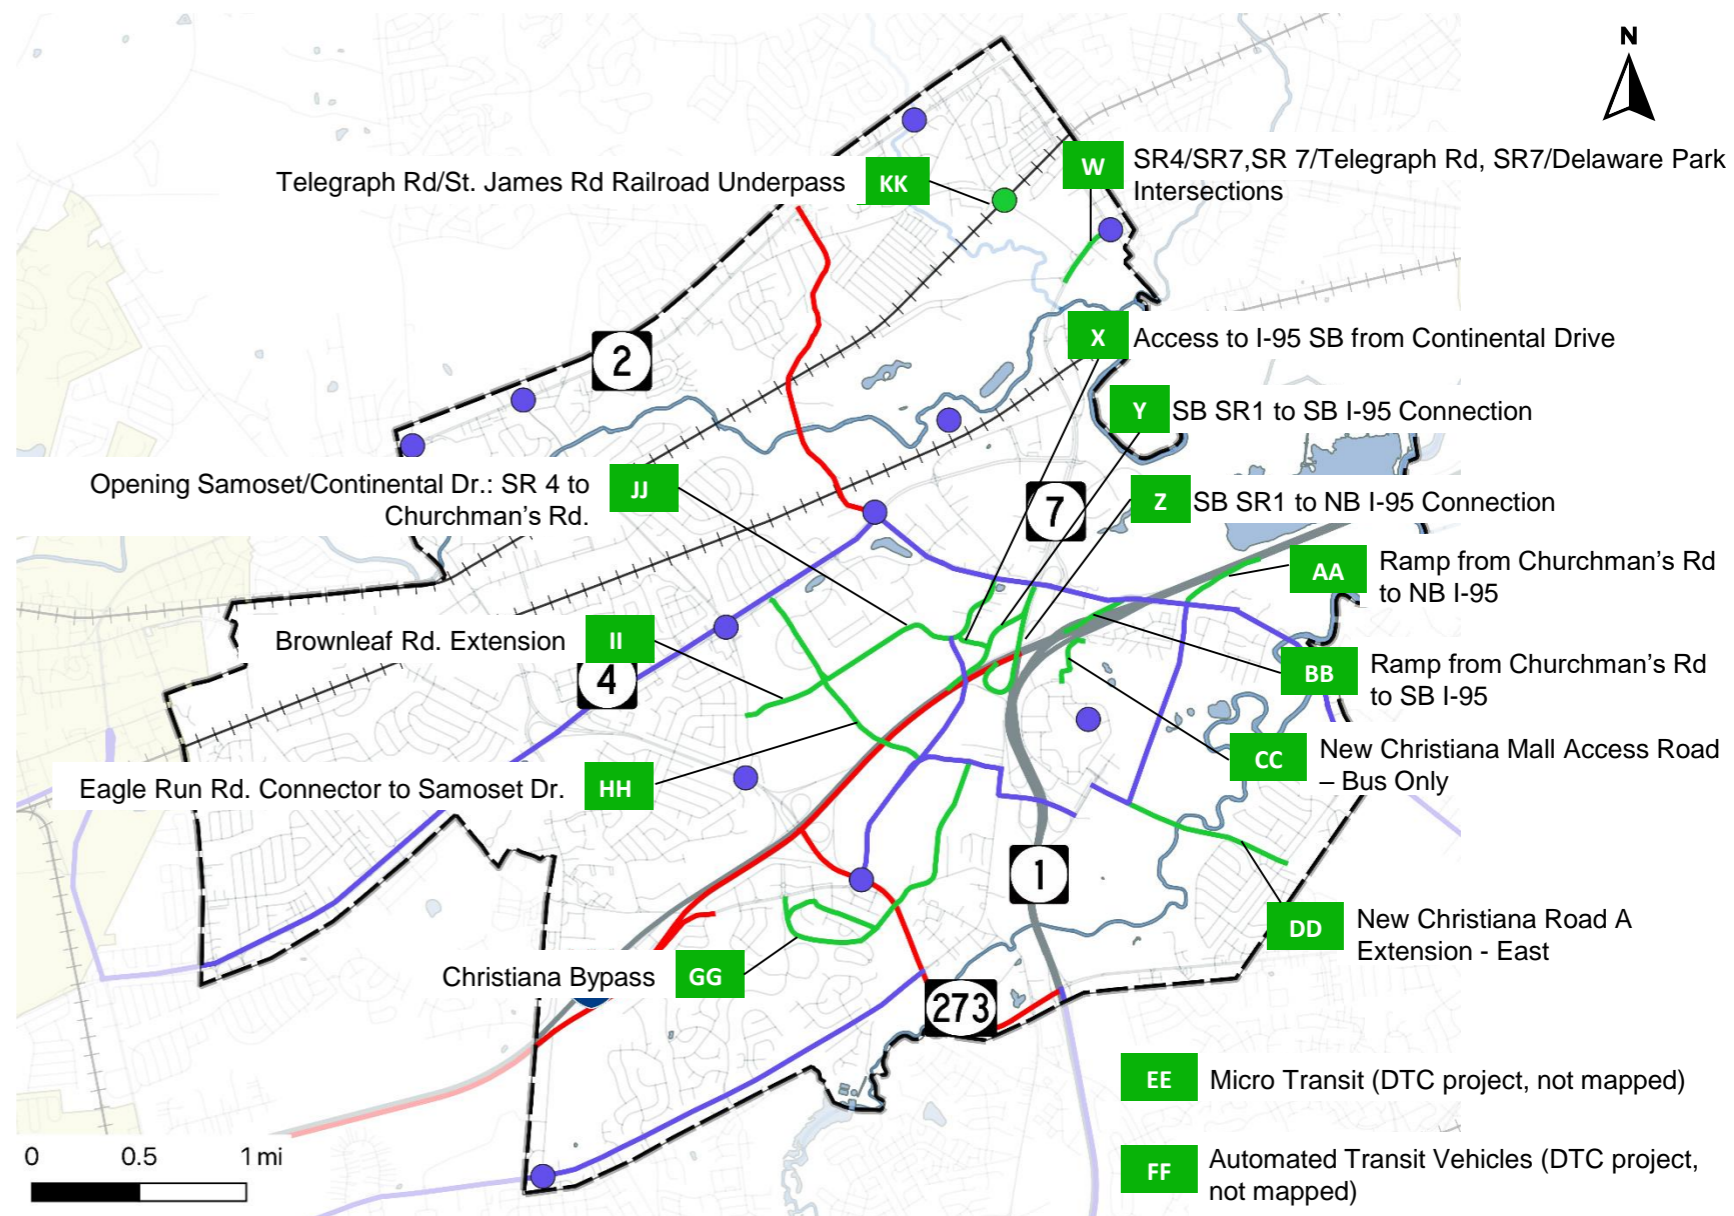 N
KK
Telegraph Rd/St. James Rd Railroad Underpass
W
SR4/SR7,SR 7/Telegraph Rd, SR7/Delaware Park
Intersections
2
X
Access to I-95 SB from Continental Drive
Y
SB SR1 to SB I-95 Connection
Opening Samoset/Continental Dr.: SR 4 to
Churchman's Rd.
JJ
7
Z
SB SR1 to NB I-95 Connection
AA
Ramp from Churchman's Rd
to NB I-95
Brownleaf Rd. Extension
II
4
BB
Ramp from Churchman's Rd
to SB I-95
CC
New Christiana Mall Access Road
– Bus Only
Eagle Run Rd. Connector to Samoset Dr.
HH
1
DD
New Christiana Road A
Extension - East
Christiana Bypass
GG
273
EE
Micro Transit (DTC project, not mapped)
FF
Automated Transit Vehicles (DTC project,
not mapped)
0 0.5 1 mi